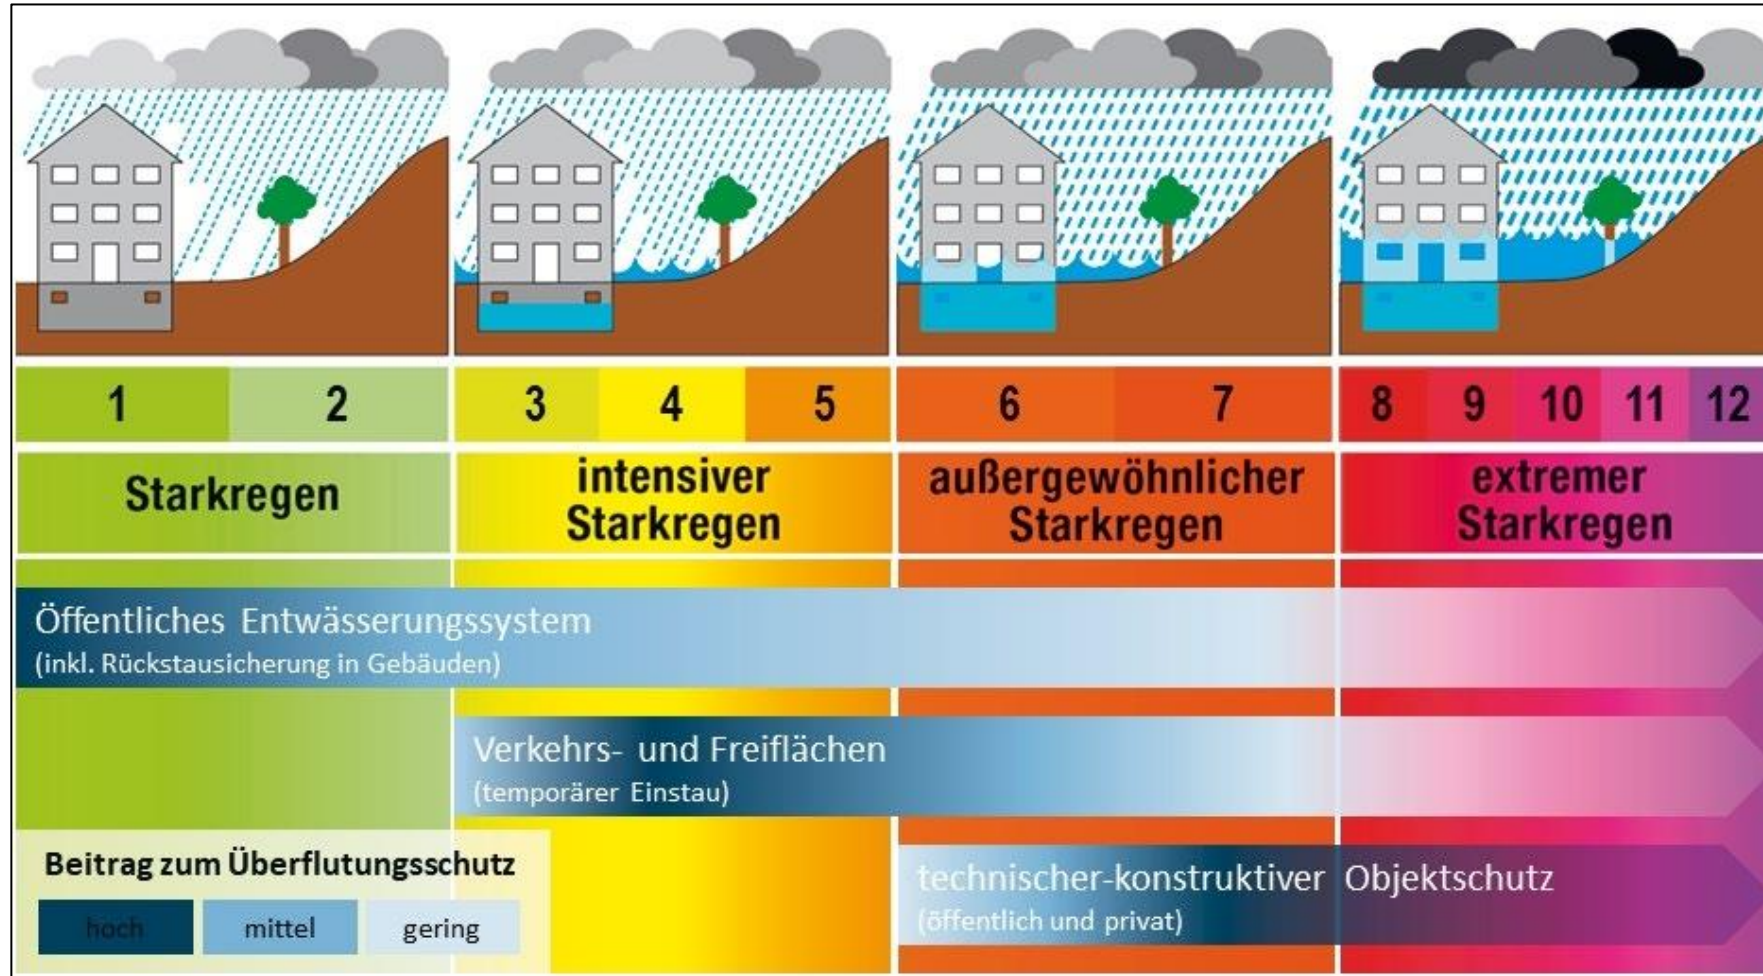 1 2 3 4 5 6 7 8 9 10 11 12
Starkregen
intensiver
Starkregen
außergewöhnlicher
Starkregen
extremer
Starkregen
Öffentliches Entwässerungssystem
(inkl. Rückstausicherung in Gebäuden)
Verkehrs- und Freiflächen
(temporärer Einstau)
technischer-konstruktiver Objektschutz
(öffentlich und privat)
Beitrag zum Überflutungsschutz
hoch mittel gering